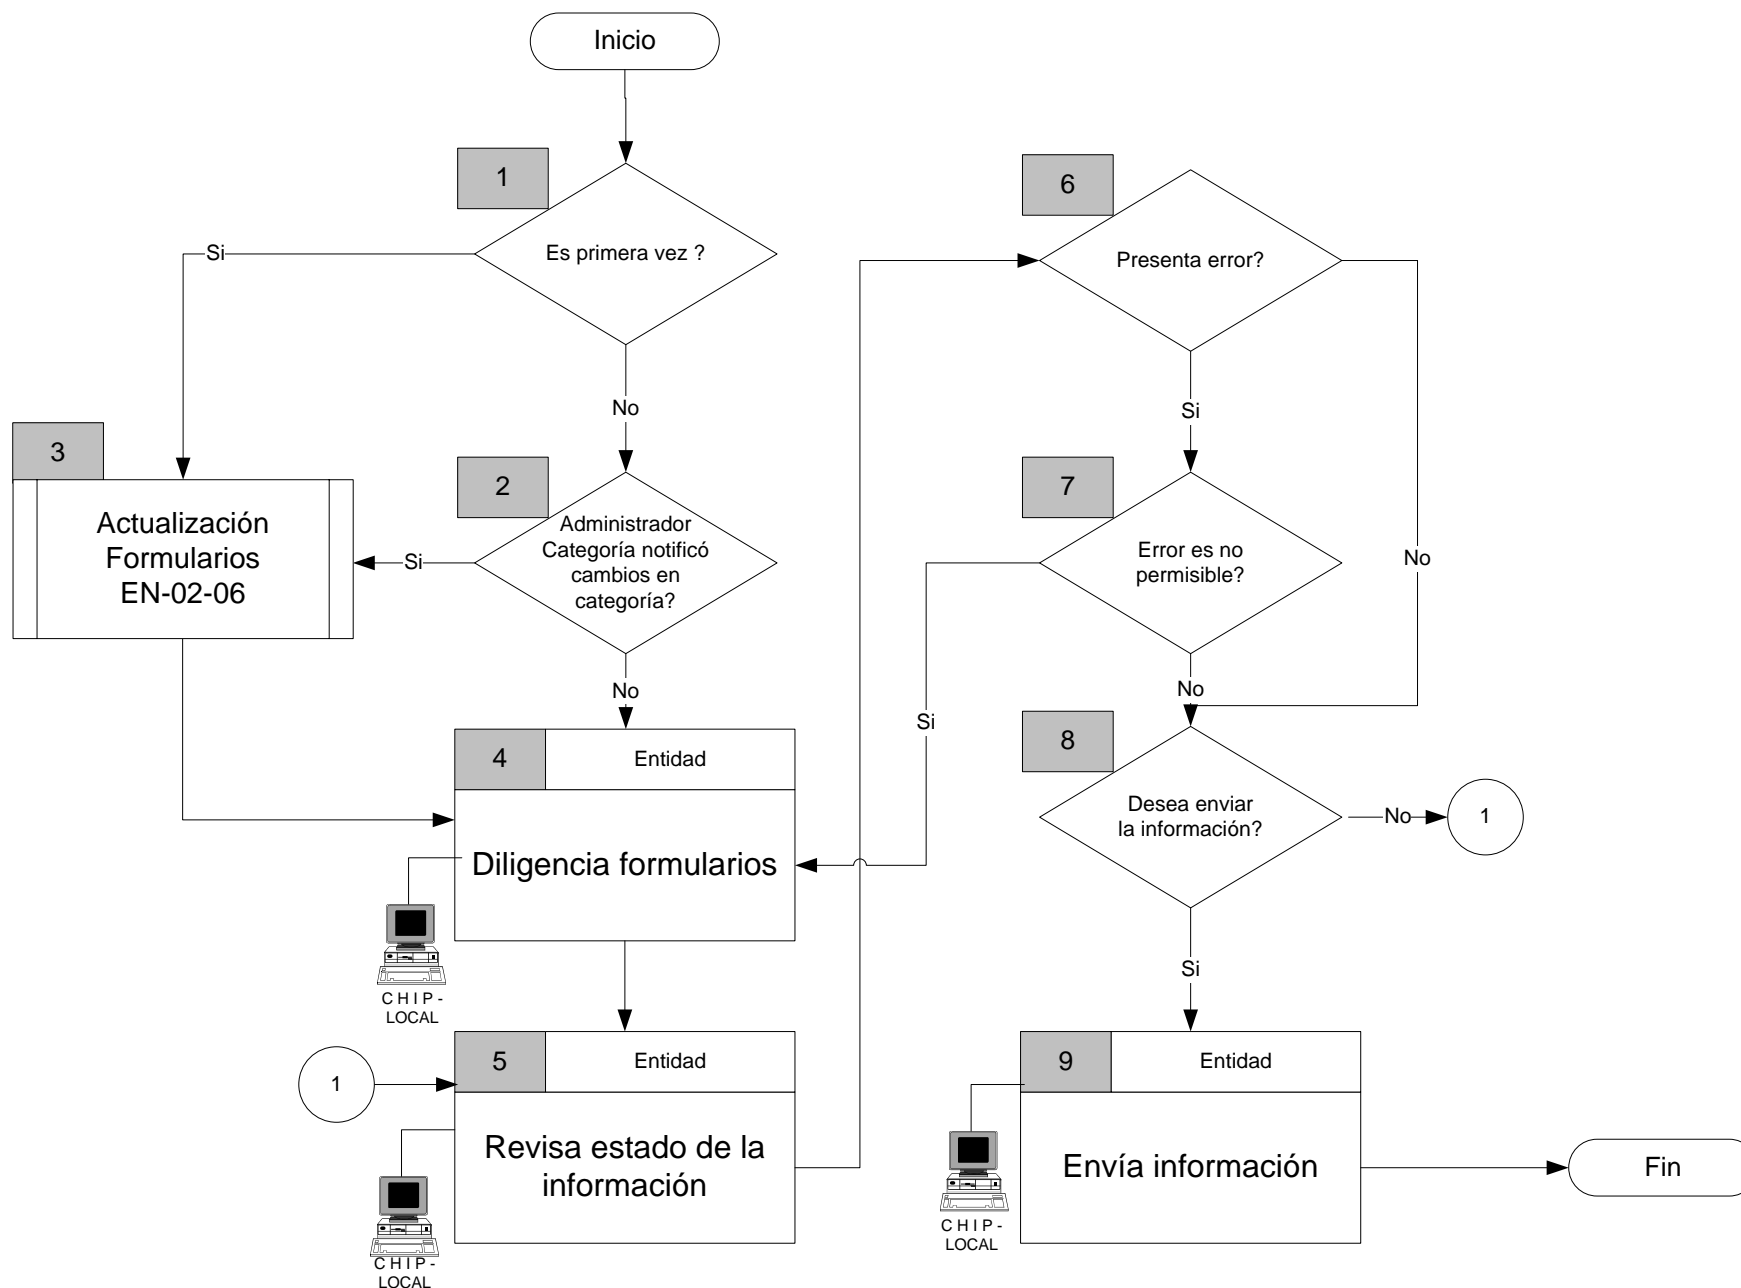 Inicio
1
Es primera vez ?
Si
No
3
Actualización
Formularios
EN-02-06
2
Administrador
Categoría notificó
cambios en
categoría?
Si
No
4
Entidad
Diligencia formularios
C H I P -
LOCAL
1
5
Entidad
Revisa estado de la
información
C H I P -
LOCAL
6
Presenta error?
Si
No
7
Error es no
permisible?
Si
No
8
Desea enviar
la información?
No
1
Si
9
Entidad
Envía información
C H I P -
LOCAL
Fin